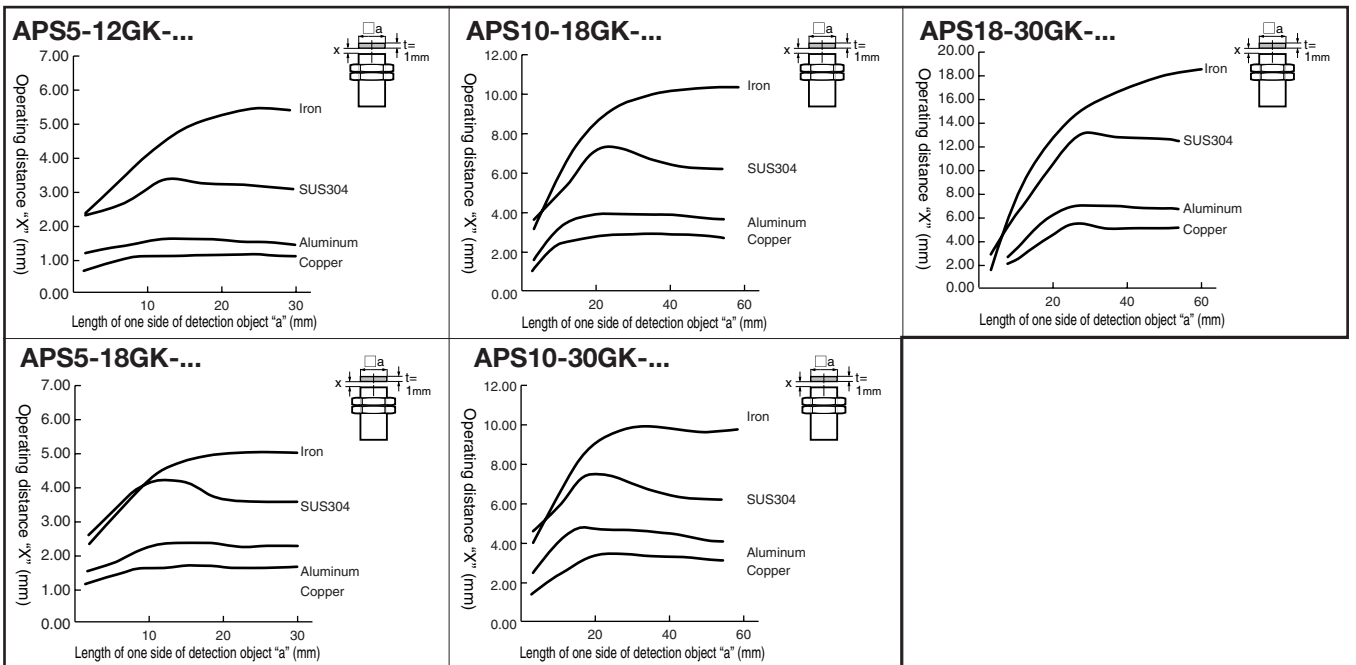 APS5-12GK-...
□a
x
t=
1mm
Operating distance "X" (mm)
7.00
6.00
5.00
4.00
3.00
2.00
1.00
0.00
Iron
SUS304
Aluminum
Copper
10
20
30
Length of one side of detection object "a" (mm)
APS10-18GK-...
□a
x
t=
1mm
Operating distance "X" (mm)
12.00
10.00
8.00
6.00
4.00
2.00
0.00
Iron
SUS304
Aluminum
Copper
20
40
60
Length of one side of detection object "a" (mm)
APS18-30GK-...
□a
x
t=
1mm
Operating distance "X" (mm)
20.00
18.00
16.00
14.00
12.00
10.00
8.00
6.00
4.00
2.00
0.00
Iron
SUS304
Aluminum
Copper
20
40
60
Length of one side of detection object "a" (mm)
APS5-18GK-...
□a
x
t=
1mm
Operating distance "X" (mm)
7.00
6.00
5.00
4.00
3.00
2.00
1.00
0.00
Iron
SUS304
Aluminum
Copper
10
20
30
Length of one side of detection object "a" (mm)
APS10-30GK-...
□a
x
t=
1mm
Operating distance "X" (mm)
12.00
10.00
8.00
6.00
4.00
2.00
0.00
Iron
SUS304
Aluminum
Copper
20
40
60
Length of one side of detection object "a" (mm)